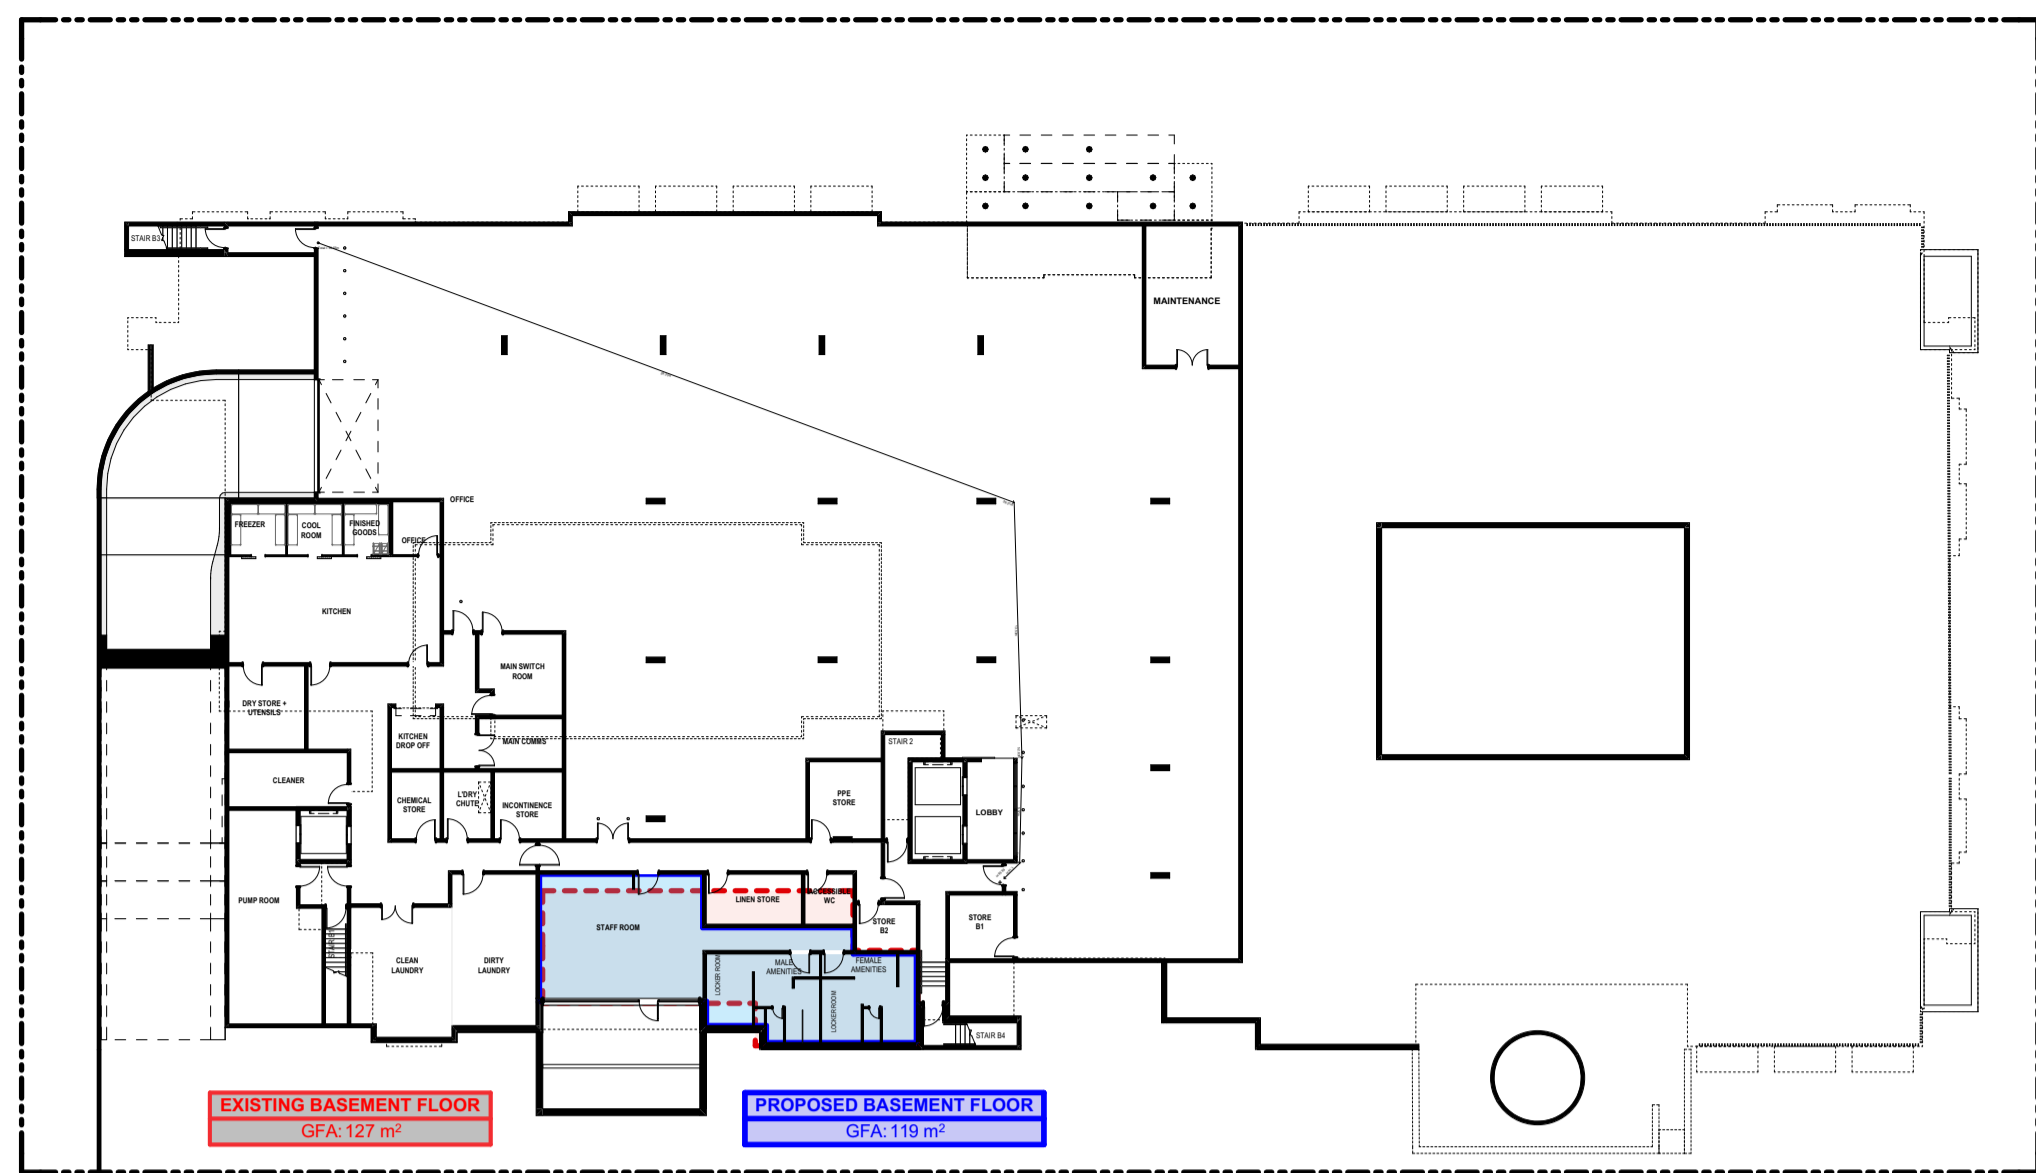 STAIR B3
MAINTENANCE
OFFICE
FREEZER
COOL
ROOM
FINISHED
GOODS
OFFICE
KITCHEN
MAIN SWITCH
ROOM
DRY STORE +
UTENSILS
KITCHEN
DROP OFF
MAIN COMMS
STAIR 2
CLEANER
CHEMICAL
STORE
L'DRY
CHUTE
INCONTINENCE
STORE
PPE
STORE
LOBBY
PUMP ROOM
STAIR B1
CLEAN
LAUNDRY
DIRTY
LAUNDRY
STAFF ROOM
LINEN STORE
ACCESSIBLE
WC
STORE
B2
STORE
B1
LOCKER ROOM
MALE
AMENITIES
FEMALE
AMENITIES
LOCKER ROOM
STAIR B4
EXISTING BASEMENT FLOOR
GFA: 127 m²
PROPOSED BASEMENT FLOOR
GFA: 119 m²